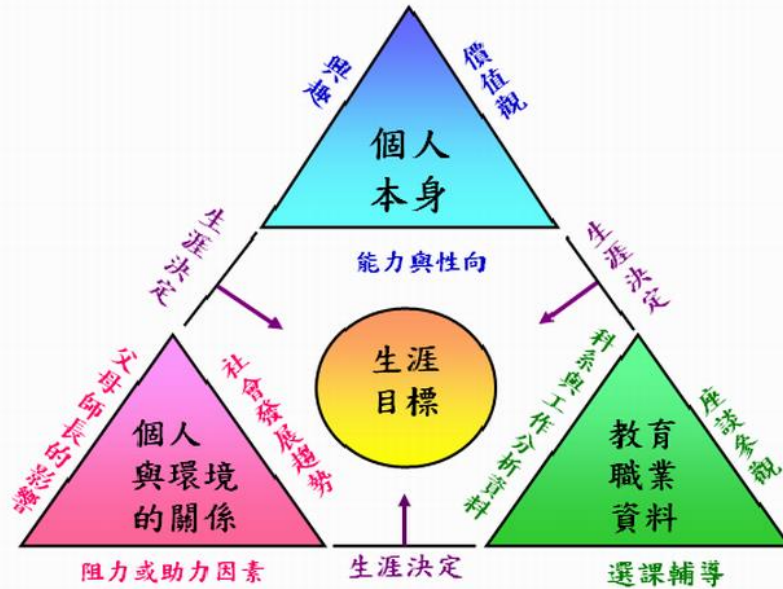 興趣
價值觀
個人
本身
能力與性向
生涯決定
生涯決定
生涯
目標
父母師長的影響
社會發展趨勢
個人
與環境
的關係
阻力或助力因素
科系與工作分析資料
座談參觀
教育
職業
資料
選課輔導
生涯決定